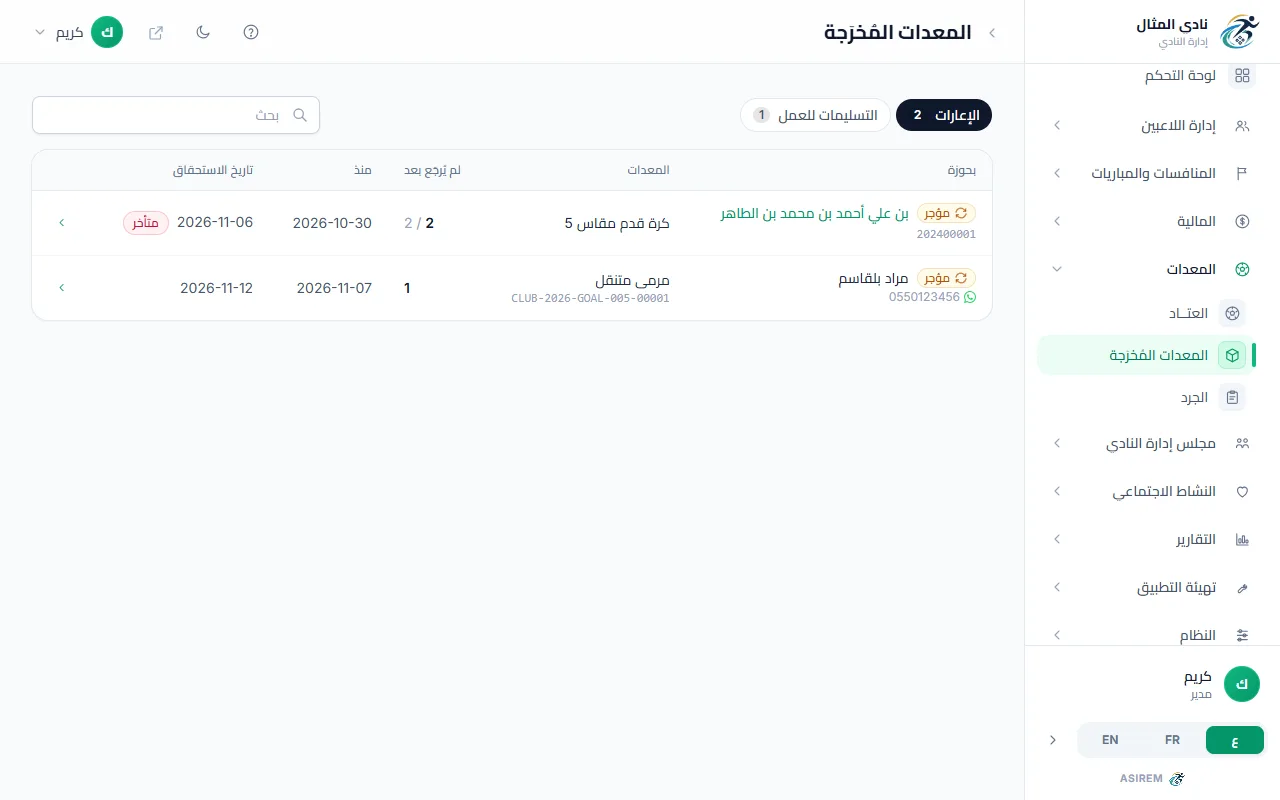 نادي المثال
إدارة النادي
لوحة التحكم
إدارة اللاعبين
المنافسات والمباريات
المالية
المعدات
العتــاد
المعدات المُخرَجة
الجرد
مجلس إدارة النادي
النشاط الاجتماعي
التقارير
تهيئة التطبيق
النظام
كريم
مدير
ع FR EN
ASIREM
المعدات المُخرَجة
ك كريم
الإعارات 2
التسليمات للعمل 1
بحث
بحوزة المعدات لم يُرجَع بعد منذ تاريخ الاستحقاق
مؤجر بن علي أحمد بن محمد بن الطاهر
202400001
كرة قدم مقاس 5
2 / 2
2026-10-30
2026-11-06 متأخر
مؤجر مراد بلقاسم
0550123456
مرمى متنقل
CLUB-2026-GOAL-005-00001
1
2026-11-07
2026-11-12